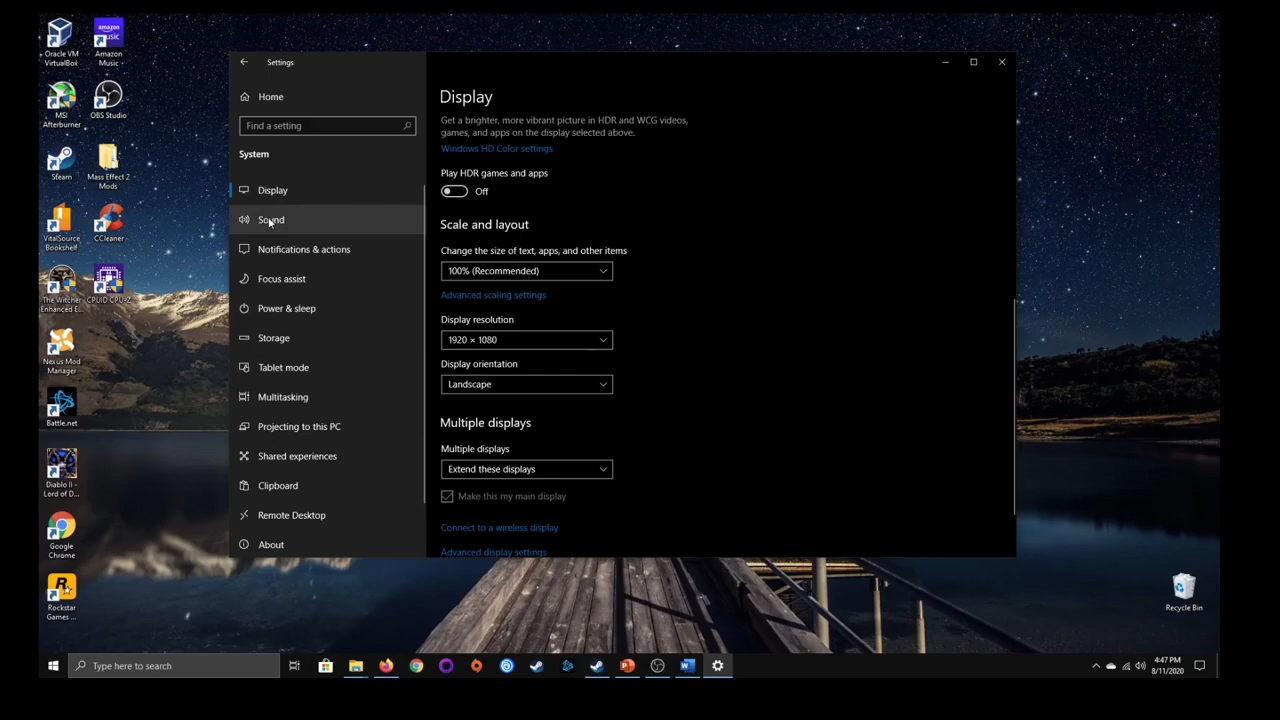 Oracle VM
VirtualBox
amazon
music
Amazon
Music -
MSI
Afterburner
OBS Studio
Steam
Mass Effect 2 -
Mods
VitalSource
Bookshelf
CCleaner
The Witcher
Enhanced E...
CPUID CPU-Z
Nexus Mod
Manager
Battle.net
Diablo II -
Lord of D...
Google
Chrome
Rockstar
Games ...
Settings
Home
Find a setting
System
Display
Sound
Notifications & actions
Focus assist
Power & sleep
Storage
Tablet mode
Multitasking
Projecting to this PC
Shared experiences
Clipboard
Remote Desktop
About
Display
Get a brighter, more vibrant picture in HDR and WCG videos,
games, and apps on the display selected above.
Windows HD Color settings
Play HDR games and apps
Off
Scale and layout
Change the size of text, apps, and other items
100% (Recommended)
Advanced scaling settings
Display resolution
1920 × 1080
Display orientation
Landscape
Multiple displays
Multiple displays
Extend these displays
Make this my main display
Connect to a wireless display
Advanced display settings
Recycle Bin
Type here to search
4:47 PM
8/11/2020